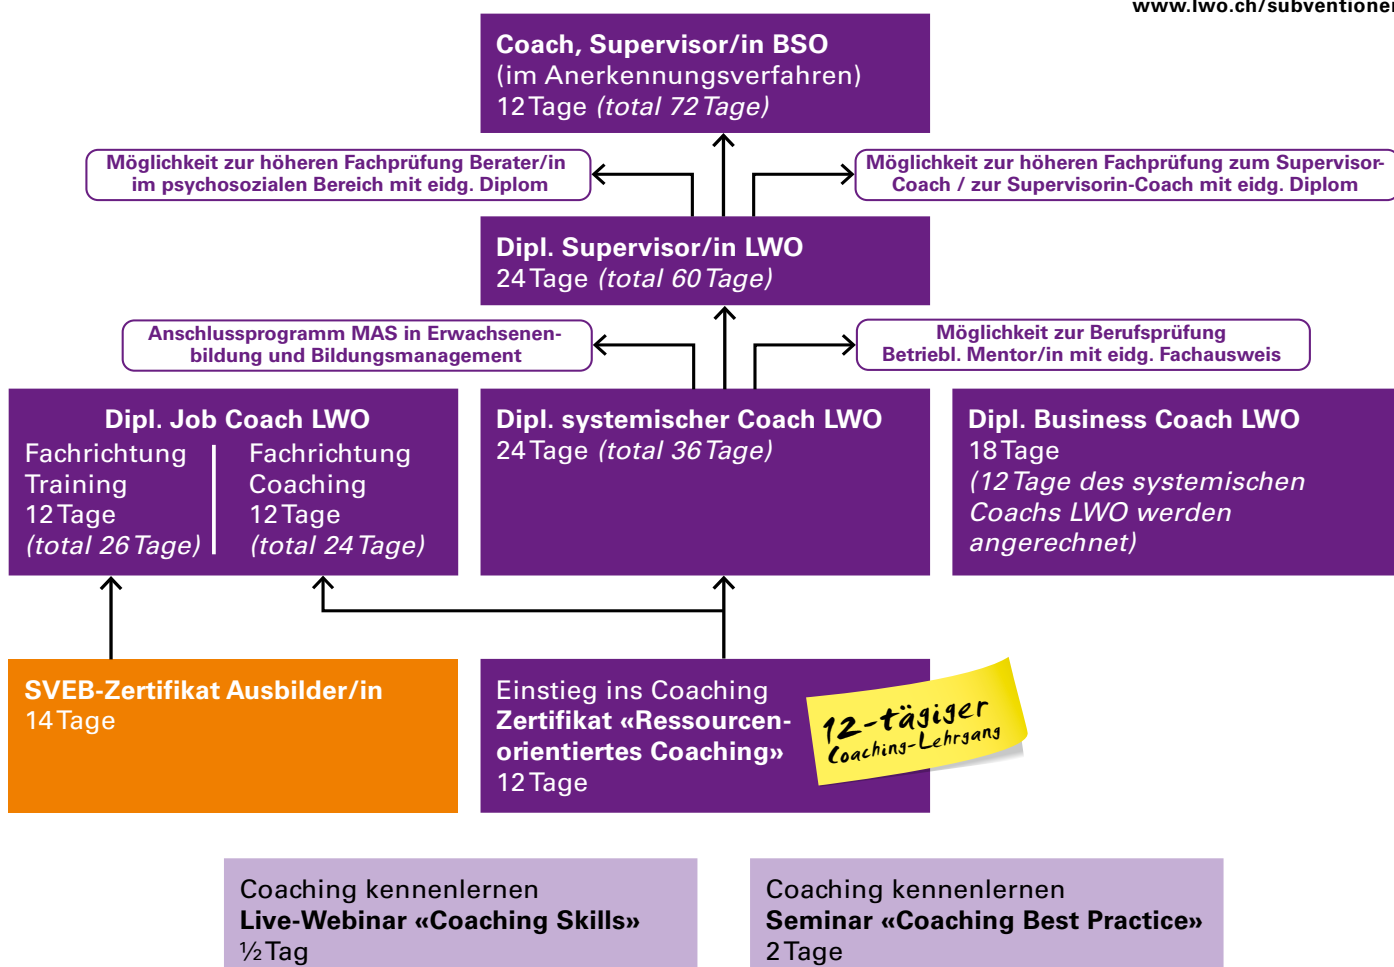 www.lwo.ch/subventionen
Coach, Supervisor/in BSO
(im Anerkennungsverfahren)
12 Tage (total 72 Tage)
Möglichkeit zur höheren Fachprüfung Berater/in
im psychosozialen Bereich mit eidg. Diplom
Möglichkeit zur höheren Fachprüfung zum Supervisor-
Coach / zur Supervisorin-Coach mit eidg. Diplom
Dipl. Supervisor/in LWO
24 Tage (total 60 Tage)
Anschlussprogramm MAS in Erwachsenen-
bildung und Bildungsmanagement
Möglichkeit zur Berufsprüfung
Betriebl. Mentor/in mit eidg. Fachausweis
Dipl. Job Coach LWO
Fachrichtung
Training
12 Tage
(total 26 Tage)
Fachrichtung
Coaching
12 Tage
(total 24 Tage)
Dipl. systemischer Coach LWO
24 Tage (total 36 Tage)
Dipl. Business Coach LWO
18 Tage
(12 Tage des systemischen
Coachs LWO werden
angerechnet)
SVEB-Zertifikat Ausbilder/in
14 Tage
Einstieg ins Coaching
Zertifikat «Ressourcen-
orientiertes Coaching»
12 Tage
12-tägiger
Coaching-Lehrgang
Coaching kennenlernen
Live-Webinar «Coaching Skills»
½ Tag
Coaching kennenlernen
Seminar «Coaching Best Practice»
2 Tage